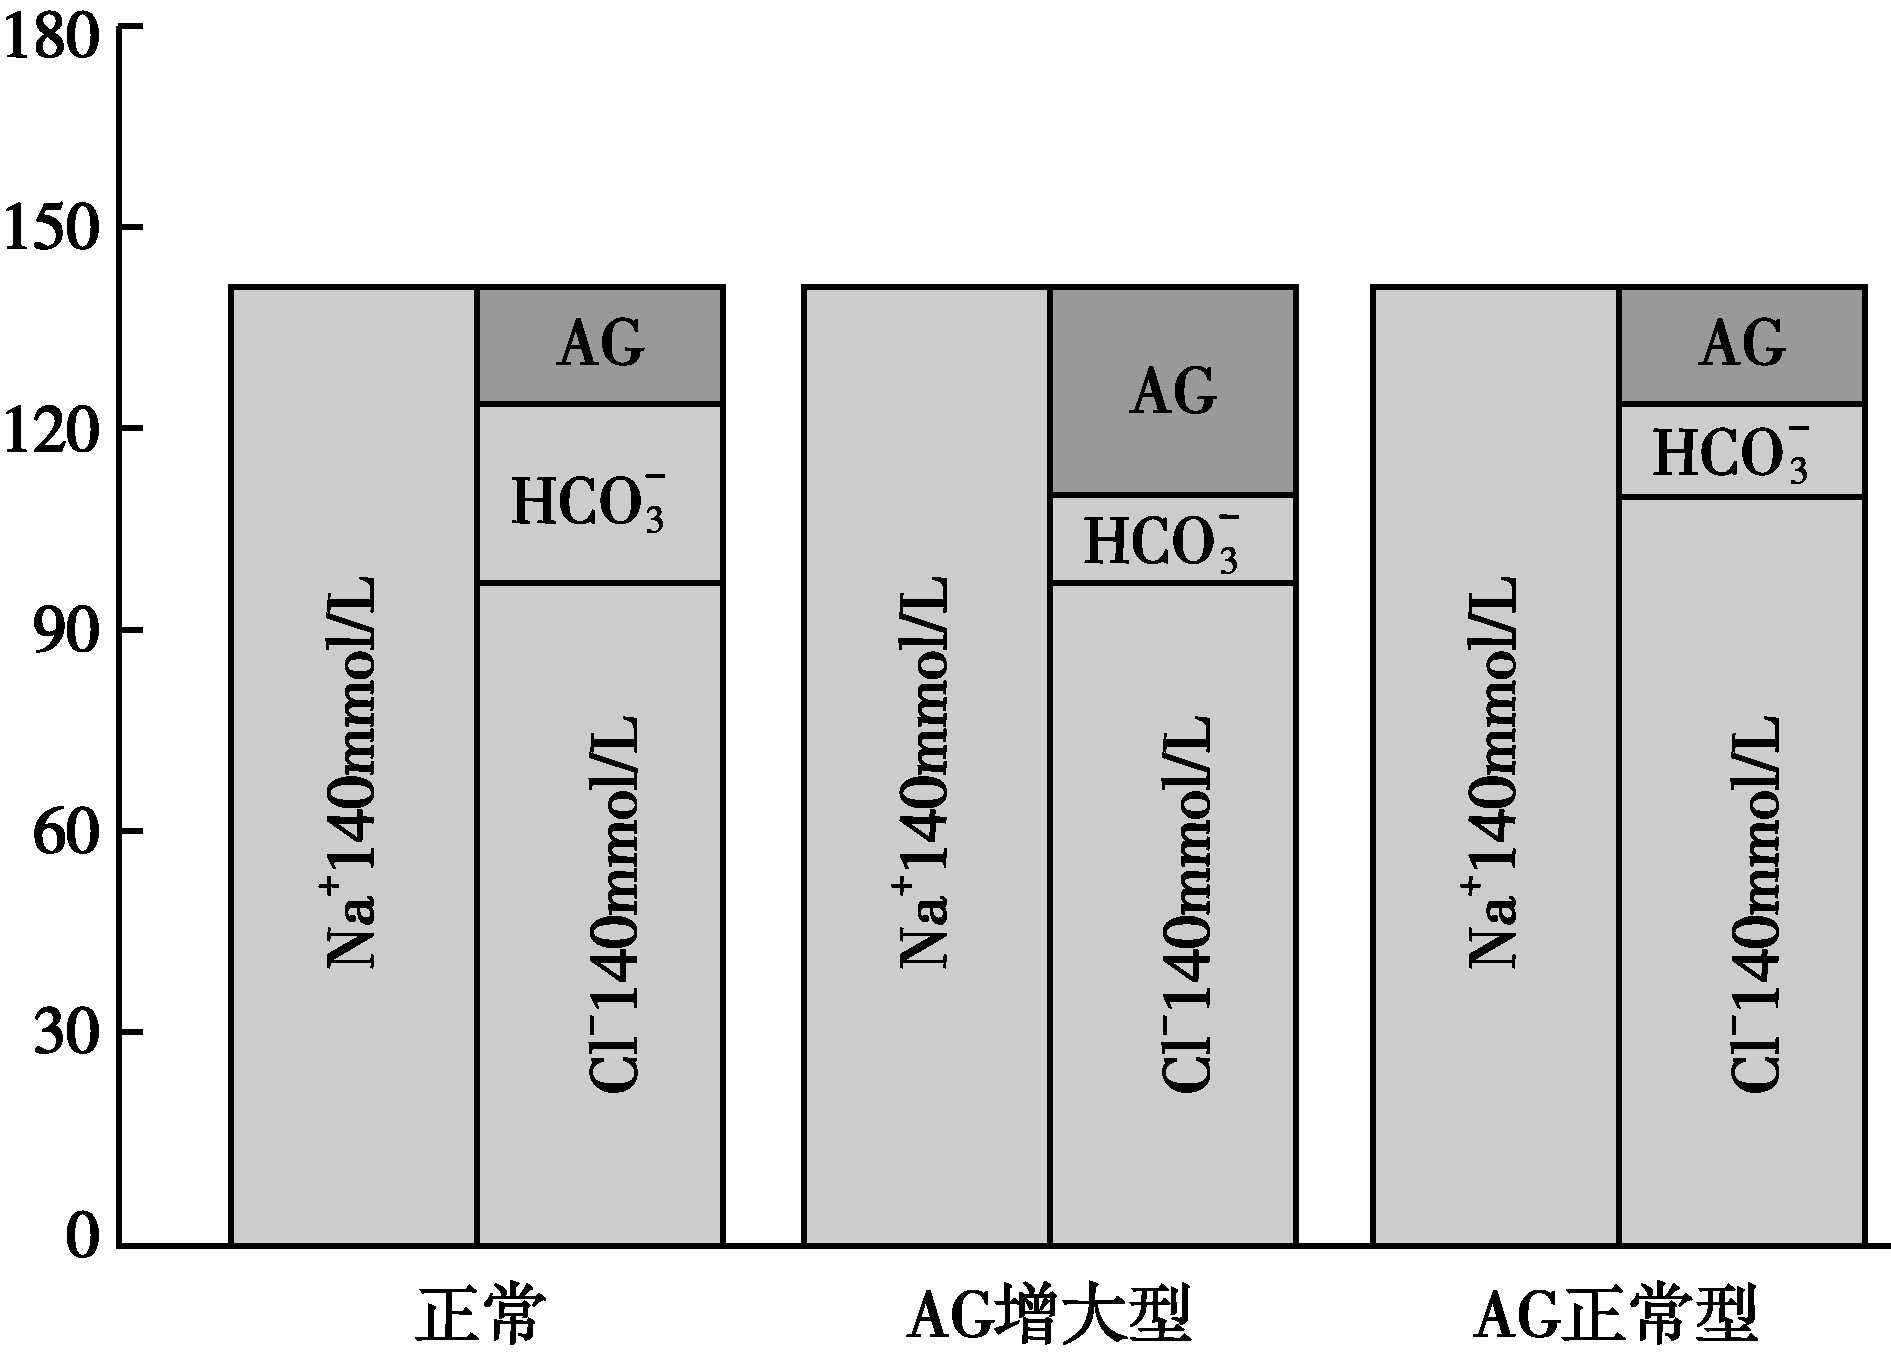 180
150
120
90
60
30
0
Na⁺140mmol/L
AG
HCO₃⁻
Cl⁻140mmol/L
正常
Na⁺140mmol/L
AG
HCO₃⁻
Cl⁻140mmol/L
AG增大型
Na⁺140mmol/L
AG
HCO₃⁻
Cl⁻140mmol/L
AG正常型